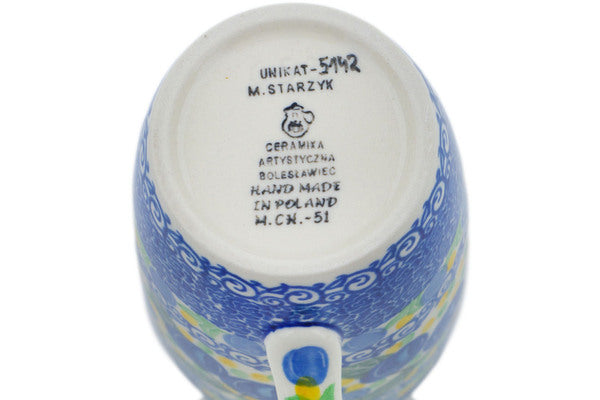 UNIKAT-5142
M. STARZYK
CERAMIKA
ARTYSTYCZNA
BOLESŁAWIEC
HAND MADE
IN POLAND
M.CH.-51